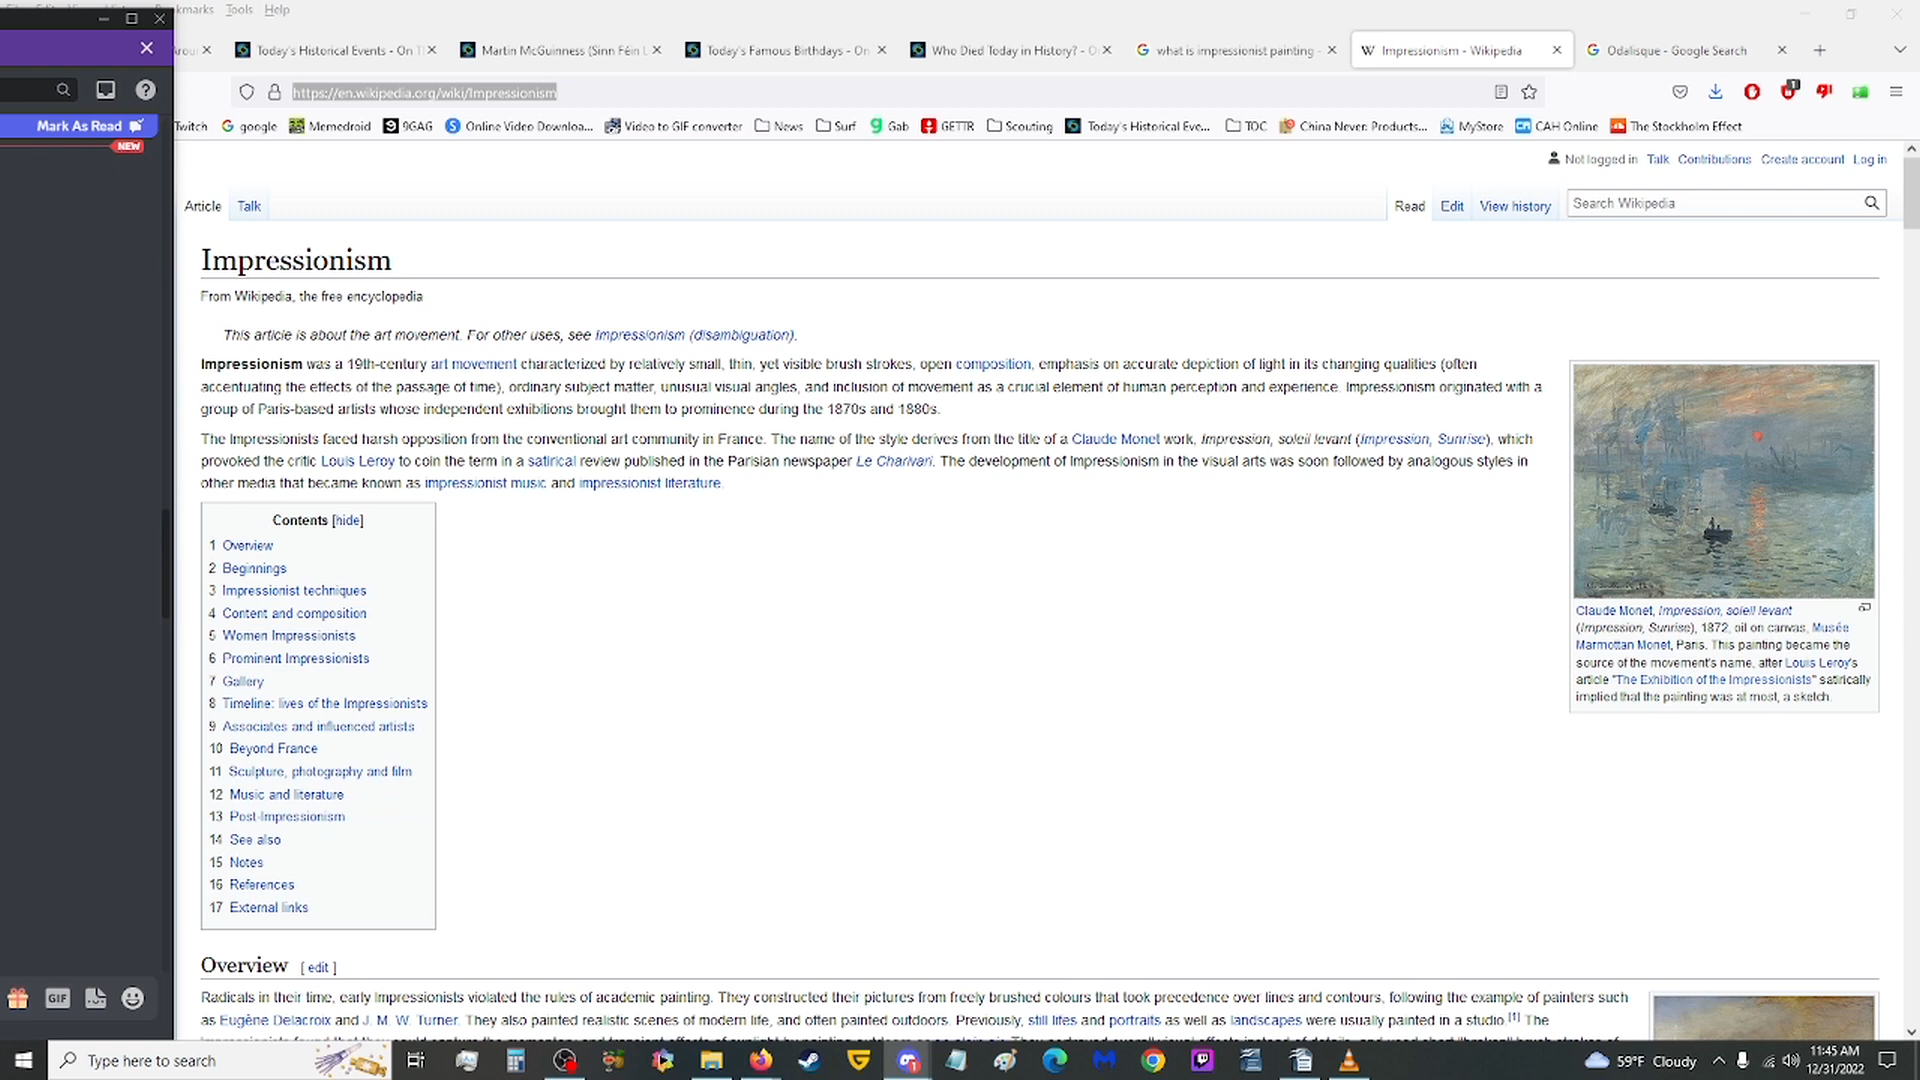 Bookmarks Tools Help
Today's Historical Events - On T
Martin McGuinness (Sinn Féin L
Today's Famous Birthdays - On
Who Died Today in History? - O
what is impressionist painting -
Impressionism - Wikipedia
Odalisque - Google Search
https://en.wikipedia.org/wiki/Impressionism
Mark As Read
NEW
Twitch
google
Memedroid
9GAG
Online Video Downloa...
Video to GIF converter
News
Surf
Gab
GETTR
Scouting
Today's Historical Eve...
TOC
China Never: Products...
MyStore
CAH Online
The Stockholm Effect
Not logged in Talk Contributions Create account Log in
Article Talk
Read Edit View history
Search Wikipedia
Impressionism
From Wikipedia, the free encyclopedia
This article is about the art movement. For other uses, see Impressionism (disambiguation).
Impressionism was a 19th-century art movement characterized by relatively small, thin, yet visible brush strokes, open composition, emphasis on accurate depiction of light in its changing qualities (often
accentuating the effects of the passage of time), ordinary subject matter, unusual visual angles, and inclusion of movement as a crucial element of human perception and experience. Impressionism originated with a
group of Paris-based artists whose independent exhibitions brought them to prominence during the 1870s and 1880s.
The Impressionists faced harsh opposition from the conventional art community in France. The name of the style derives from the title of a Claude Monet work, Impression, soleil levant (Impression, Sunrise), which
provoked the critic Louis Leroy to coin the term in a satirical review published in the Parisian newspaper Le Charivari. The development of Impressionism in the visual arts was soon followed by analogous styles in
other media that became known as impressionist music and impressionist literature.
Contents [hide]
1 Overview
2 Beginnings
3 Impressionist techniques
4 Content and composition
5 Women Impressionists
6 Prominent Impressionists
7 Gallery
8 Timeline: lives of the Impressionists
9 Associates and influenced artists
10 Beyond France
11 Sculpture, photography and film
12 Music and literature
13 Post-Impressionism
14 See also
15 Notes
16 References
17 External links
Claude Monet, Impression, soleil levant
(Impression, Sunrise), 1872, oil on canvas, Musée
Marmottan Monet, Paris. This painting became the
source of the movement's name, after Louis Leroy's
article "The Exhibition of the Impressionists" satirically
implied that the painting was at most, a sketch.
Overview [ edit ]
Radicals in their time, early Impressionists violated the rules of academic painting. They constructed their pictures from freely brushed colours that took precedence over lines and contours, following the example of painters such
as Eugène Delacroix and J. M. W. Turner. They also painted realistic scenes of modern life, and often painted outdoors. Previously, still lifes and portraits as well as landscapes were usually painted in a studio.[1] The
GIF
Type here to search
59°F Cloudy
11:45 AM
12/31/2022